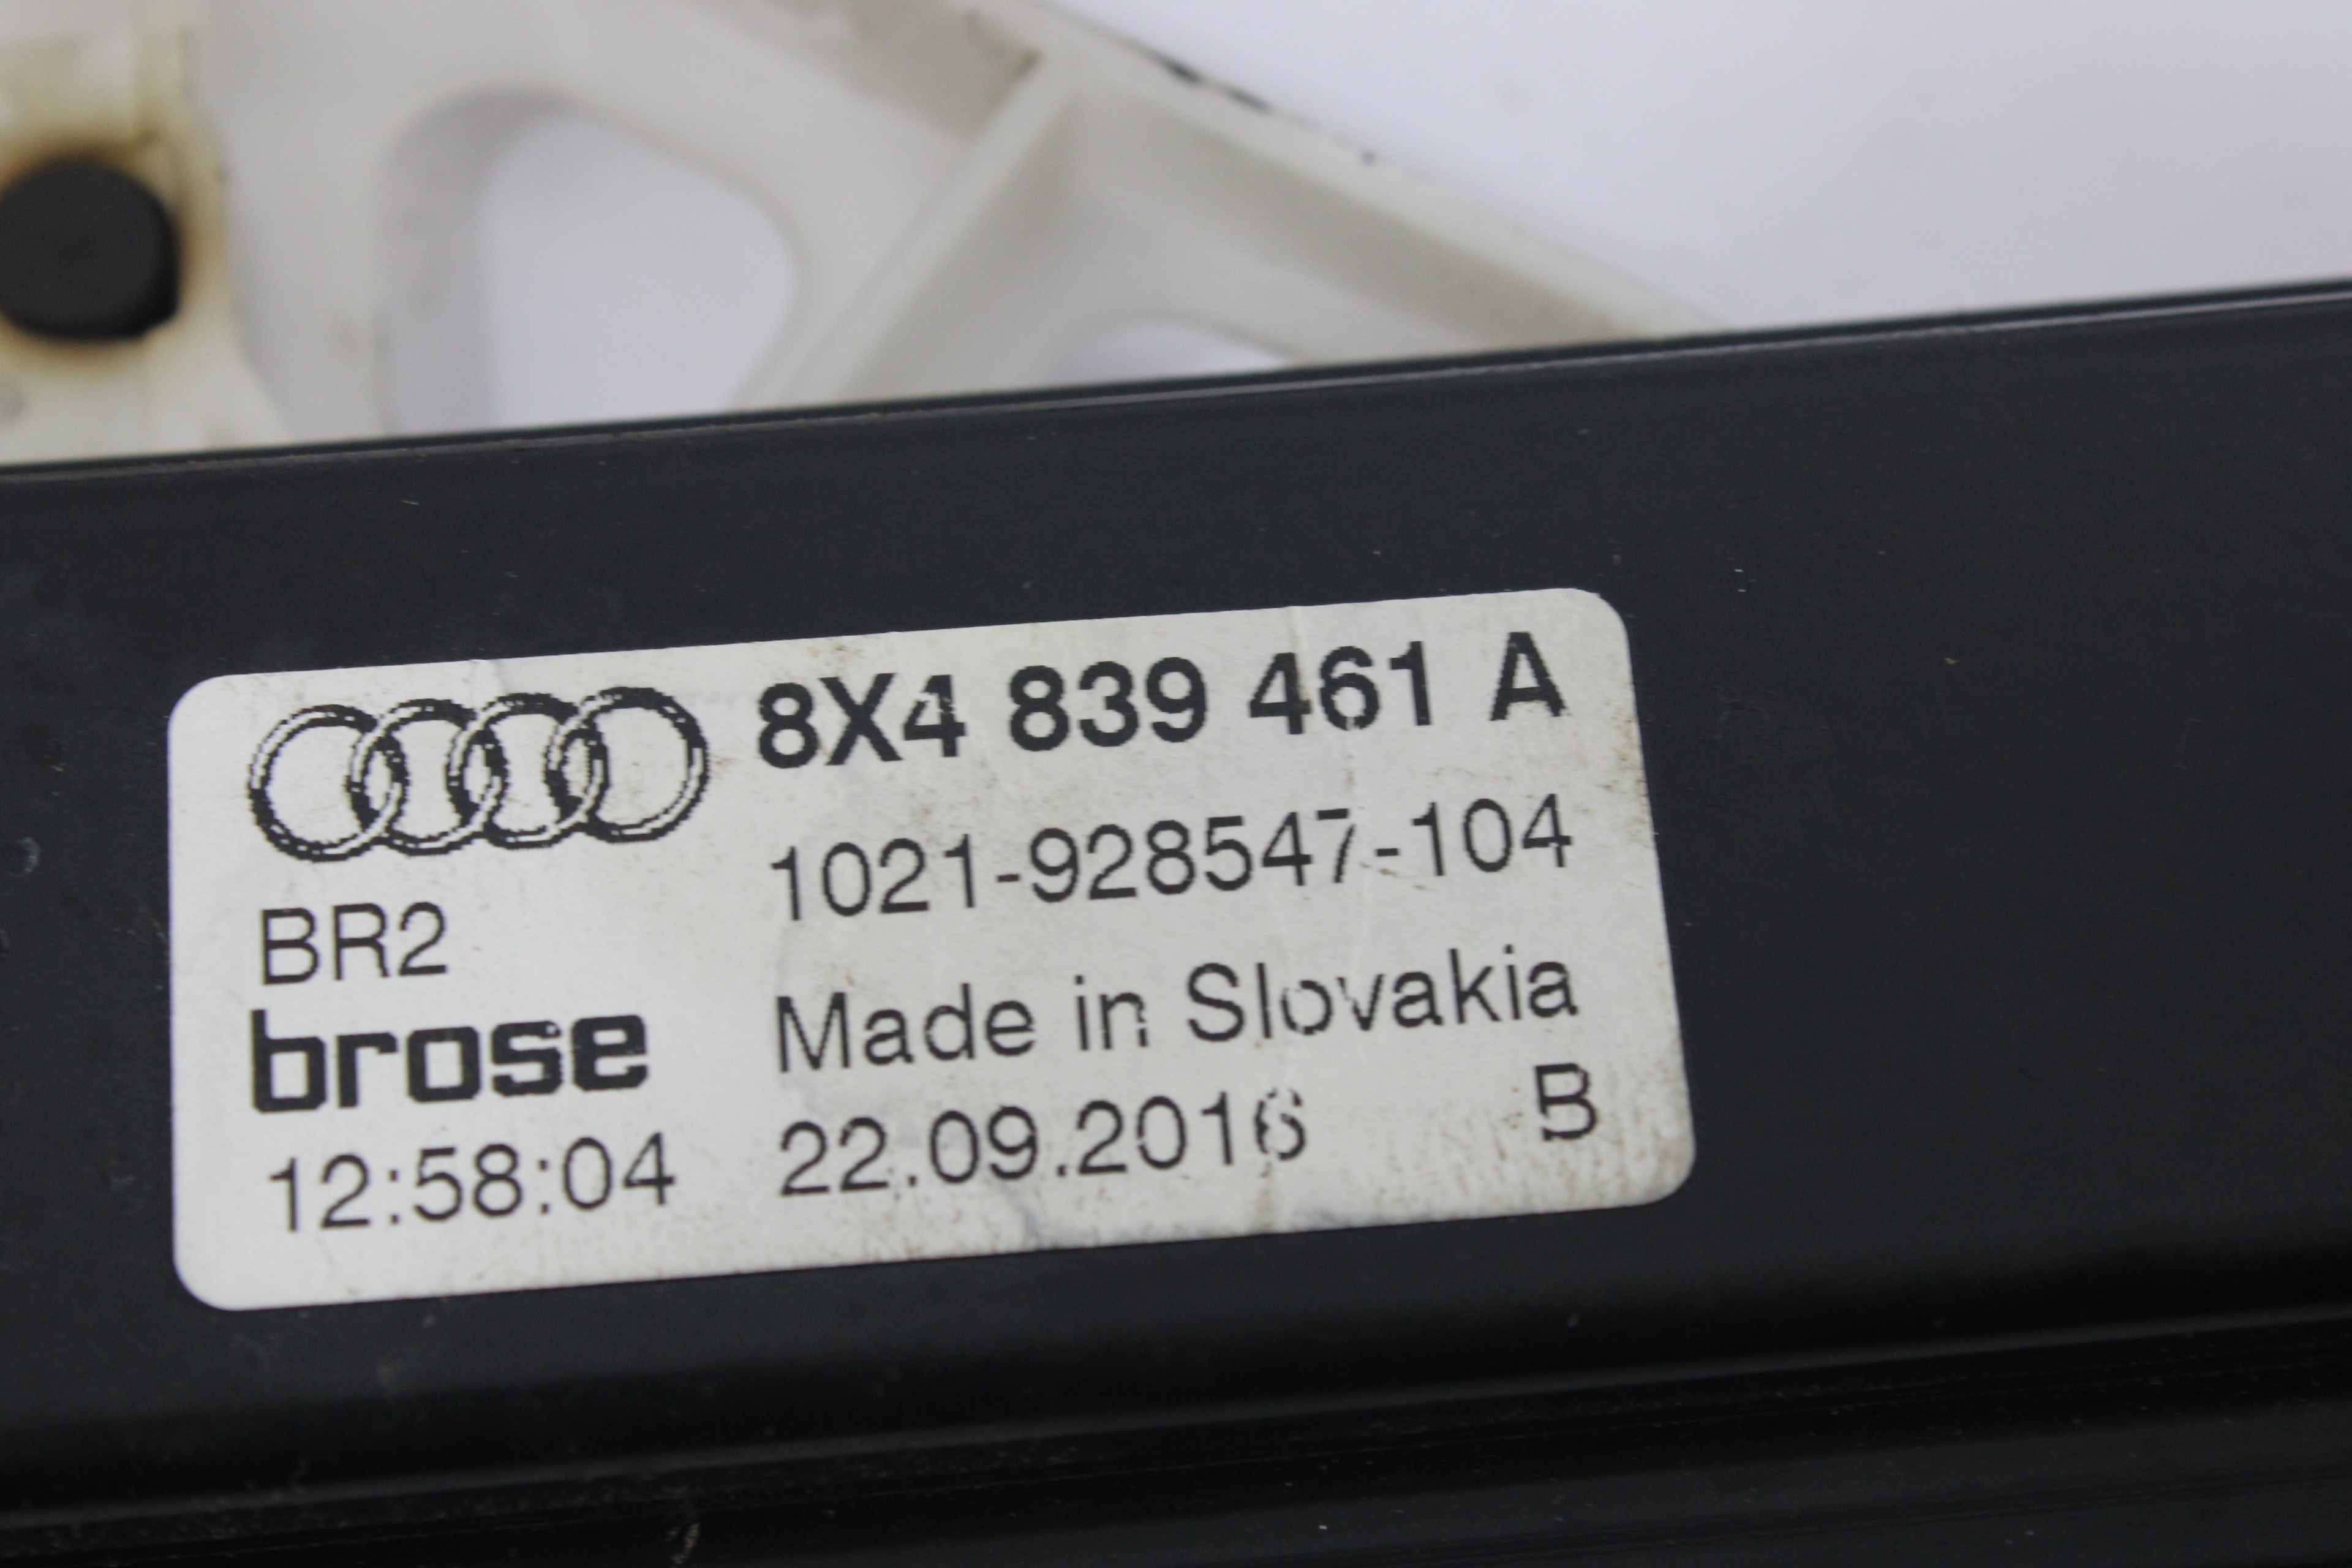 8X4 839 461 A
1021-928547-104
BR2
Made in Slovakia
brose
B
12:58:04 22.09.2016